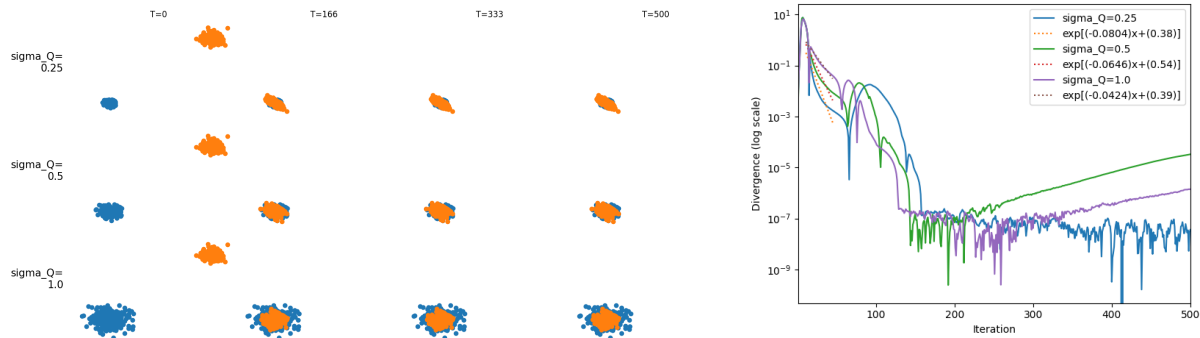 T=0 T=166 T=333 T=500
sigma_Q=
0.25
sigma_Q=
0.5
sigma_Q=
1.0
Divergence (log scale)
10^1
10^-1
10^-3
10^-5
10^-7
10^-9
100 200 300 400 500
Iteration
sigma_Q=0.25
exp[(-0.0804)x+(0.38)]
sigma_Q=0.5
exp[(-0.0646)x+(0.54)]
sigma_Q=1.0
exp[(-0.0424)x+(0.39)]